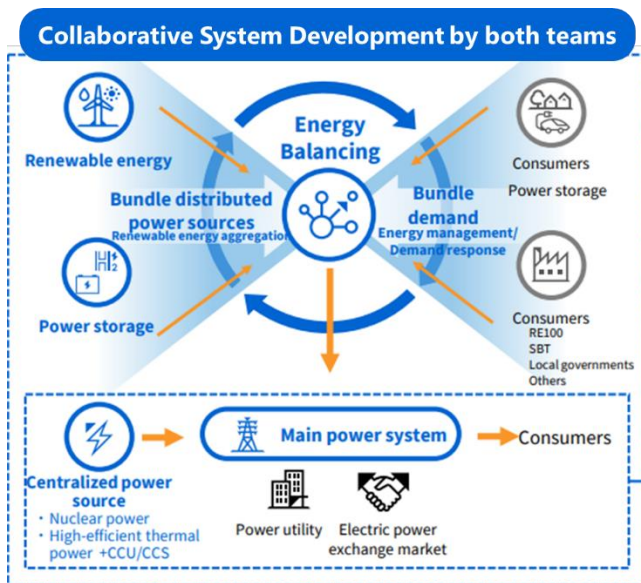 Collaborative System Development by both teams
Energy
Balancing
Renewable energy
Consumers
Power storage
Bundle distributed
power sources
Renewable energy aggregation
Bundle
demand
Energy management/
Demand response
H2
Power storage
Consumers
RE100
SBT
Local governments
Others
Main power system
Consumers
Centralized power
source
・Nuclear power
・High-efficient thermal
power +CCU/CCS
Power utility
Electric power
exchange market